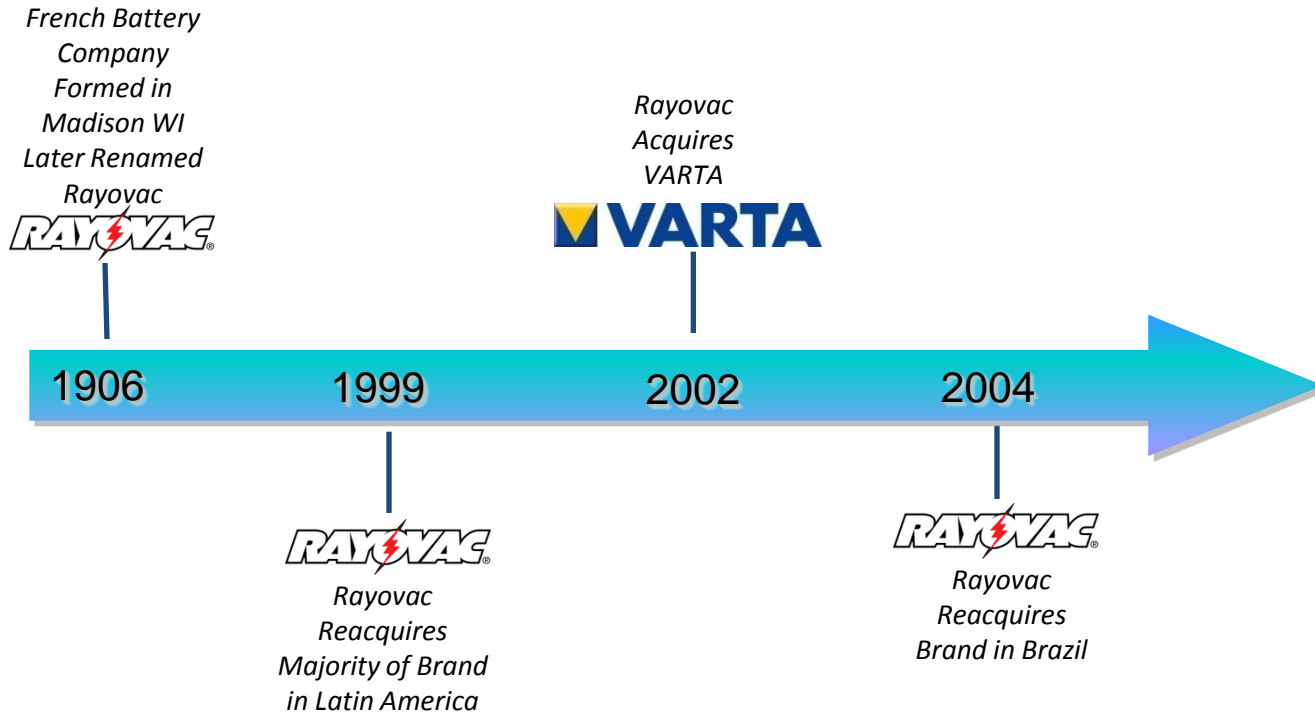 French Battery
Company
Formed in
Madison WI
Later Renamed
Rayovac
RAYOVAC®
Rayovac
Acquires
VARTA
VARTA
1906
1999
2002
2004
RAYOVAC®
Rayovac
Reacquires
Majority of Brand
in Latin America
RAYOVAC®
Rayovac
Reacquires
Brand in Brazil